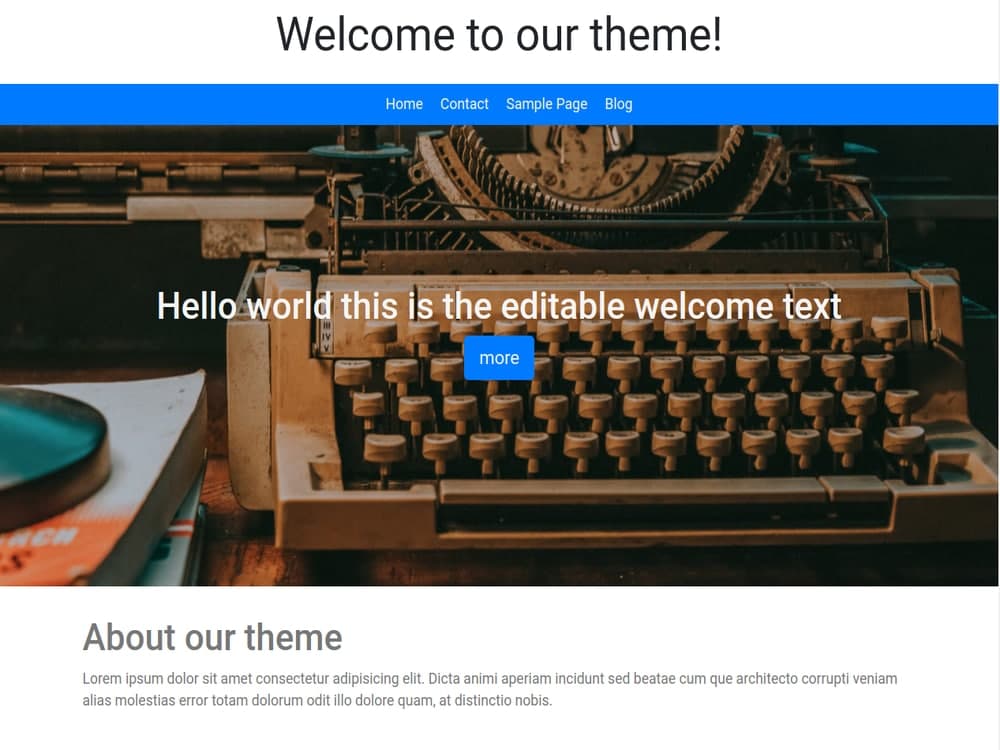 Welcome to our theme!
Home Contact Sample Page Blog
Hello world this is the editable welcome text
III
IV
V
more
About our theme
Lorem ipsum dolor sit amet consectetur adipisicing elit. Dicta animi aperiam incidunt sed beatae cum que architecto corrupti veniam
alias molestias error totam dolorum odit illo dolore quam, at distinctio nobis.